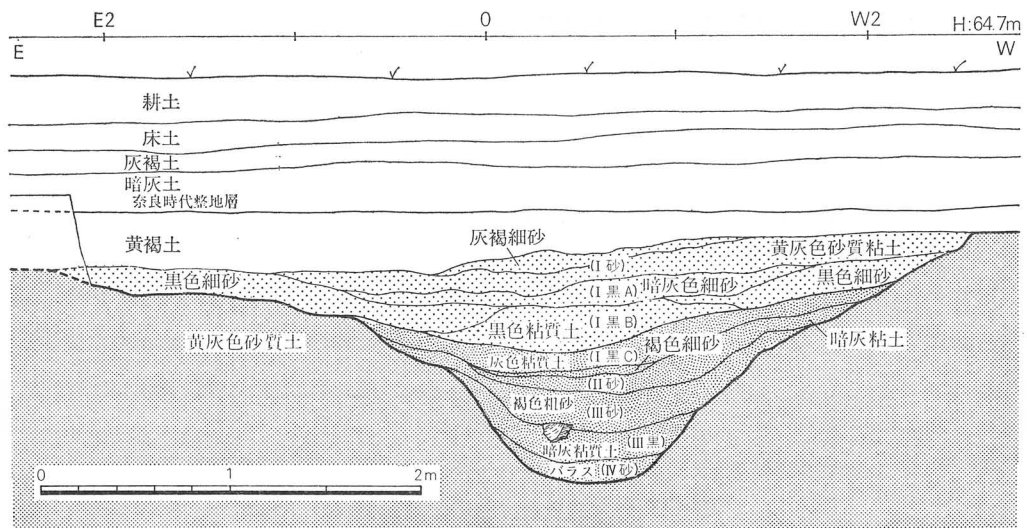 E2 0 W2 H:64.7m
E W
耕土
床土
灰褐土
暗灰土
奈良時代整地層
黄褐土
灰褐細砂
黄灰色砂質粘土
(I砂)
黒色細砂
暗灰色細砂
黒色細砂
(I黒A)
黒色粘質土
(I黒B)
黄灰色砂質土
褐色細砂
暗灰粘土
灰色粘質土
(I黒C)
(II砂)
褐色粗砂
(III砂)
(III黒)
暗灰粘質土
バラス (IV砂)
0 1 2m